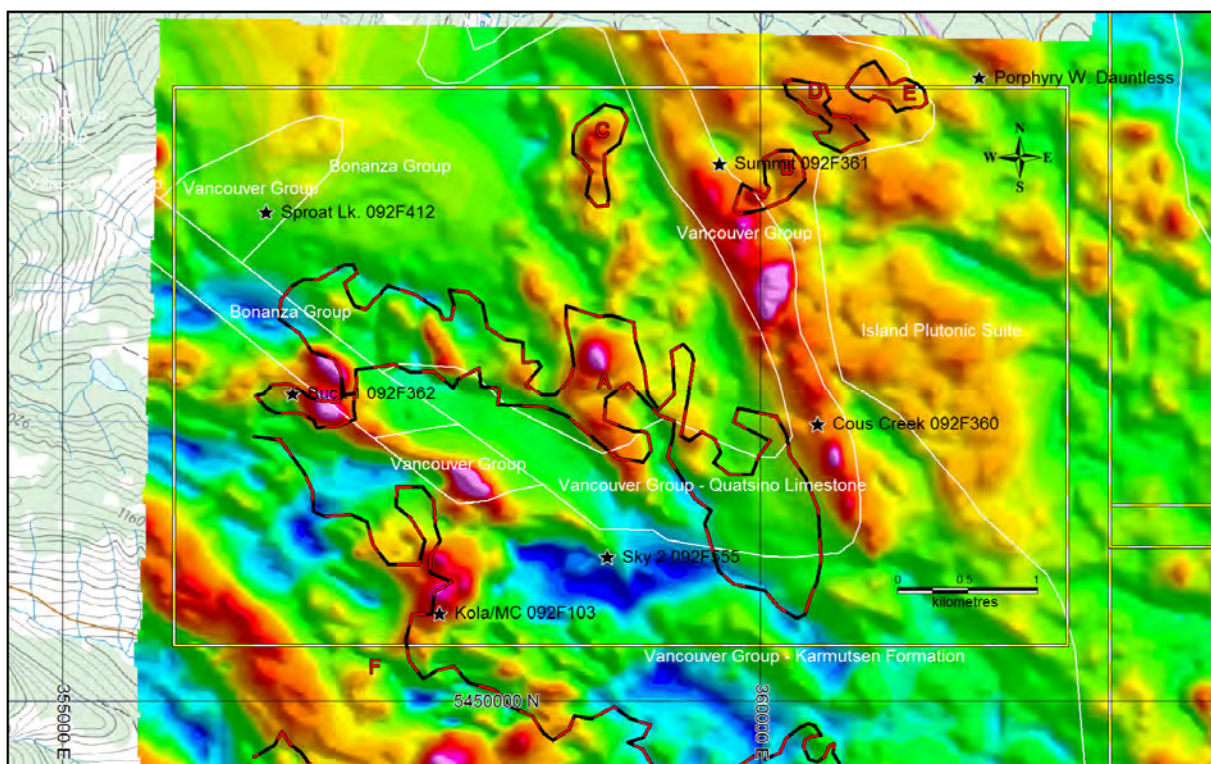 Porphyry W. Dauntless
D
E
C
N
W E
S
Bonanza Group
Summit 092F361
B
Vancouver Group
Sproat Lk. 092F412
Vancouver Group
Bonanza Group
Island Plutonic Suite
A
092F362
Cous Creek 092F360
Vancouver Group
Vancouver Group - Quatsino Limestone
1160
Sky 2 092F555
0 0.5 1
kilometres
Kola/MC 092F103
Vancouver Group - Karmutsen Formation
F
5450000 N
355000 E
360000 E